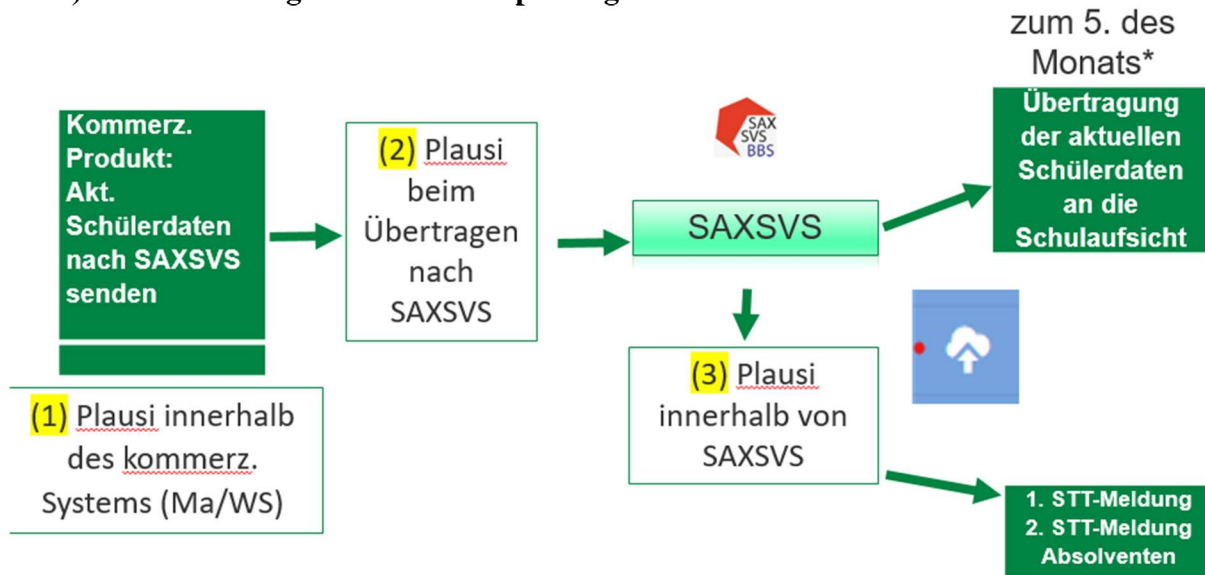 zum 5. des
Monats*
Kommerz.
Produkt:
Akt.
Schülerdaten
nach SAXSVS
senden
(1) Plausi innerhalb
des kommerz.
Systems (Ma/WS)
(2) Plausi
beim
Übertragen
nach
SAXSVS
SAX
SVS
BBS
SAXSVS
(3) Plausi
innerhalb von
SAXSVS
Übertragung
der aktuellen
Schülerdaten
an die
Schulaufsicht
1. STT-Meldung
2. STT-Meldung
Absolventen